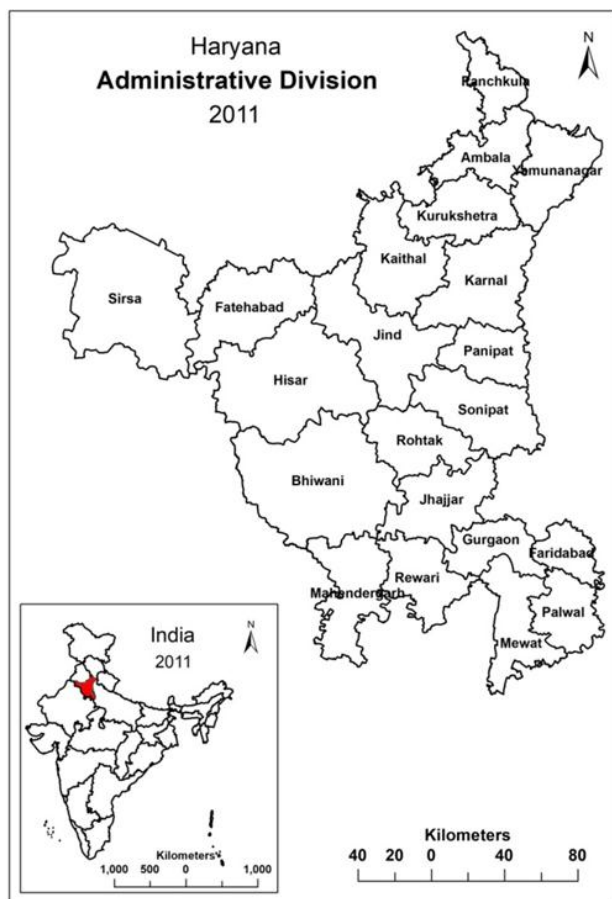 Haryana
Administrative Division
2011
N
Panchkula
Ambala
Yamunanagar
Kurukshetra
Kaithal
Karnal
Sirsa
Fatehabad
Jind
Panipat
Hisar
Sonipat
Rohtak
Bhiwani
Jhajjar
Gurgaon
Faridabad
Rewari
Mahendergarh
Palwal
Mewat
India
2011
N
Kilometers
1,000 500 0 1,000
Kilometers
40 20 0 40 80